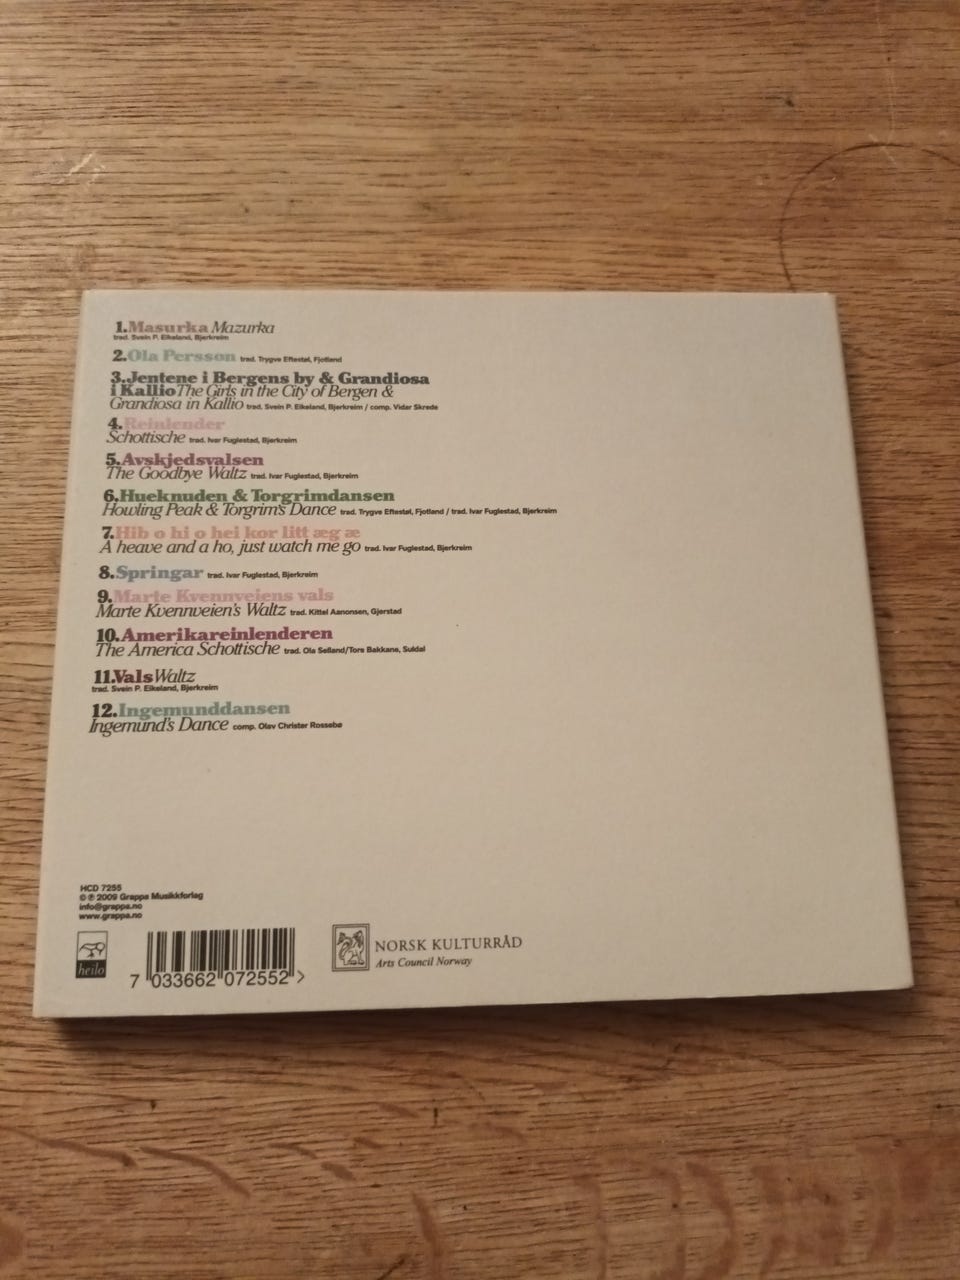 1.Masurka Mazurka
trad. Svein P. Eikeland, Bjerkreim
2.Ola Persson trad. Trygve Eftestøl, Fjotland
3.Jentene i Bergens by & Grandiosa
i Kallio The Girls in the City of Bergen &
Grandiosa in Kallio trad. Svein P. Eikeland, Bjerkreim / comp. Vidar Skrede
4.Reinlender
Schottische trad. Ivar Fuglestad, Bjerkreim
5.Avskjedsvalsen
The Goodbye Waltz trad. Ivar Fuglestad, Bjerkreim
6.Hueknuden & Torgrimdansen
Howling Peak & Torgrim's Dance trad. Trygve Eftestøl, Fjotland / trad. Ivar Fuglestad, Bjerkreim
7.Hib o hi o hei kor litt æg æ
A heave and a ho, just watch me go trad. Ivar Fuglestad, Bjerkreim
8.Springar trad. Ivar Fuglestad, Bjerkreim
9.Marte Kvennveiens vals
Marte Kvennveien's Waltz trad. Kittel Aanonsen, Gjerstad
10.Amerikareinlenderen
The America Schottische trad. Ola Selland/Tore Bakkane, Suldal
11.Vals Waltz
trad. Svein P. Eikeland, Bjerkreim
12.Ingemunddansen
Ingemund's Dance comp. Olav Christer Rossebø
HCD 7255
© ℗ 2009 Grappa Musikkforlag
info@grappa.no
www.grappa.no
heilo
7 033662 072552 >
NORSK KULTURRÅD
Arts Council Norway